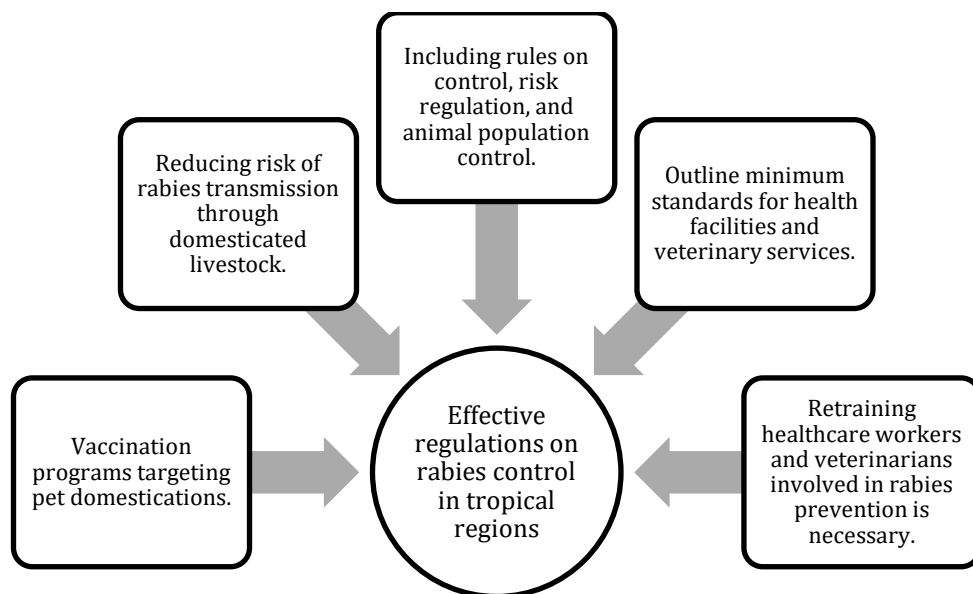 Including rules on
control, risk
regulation, and
animal population
control.
Reducing risk of
rabies transmission
through
domesticated
livestock.
Outline minimum
standards for health
facilities and
veterinary services.
Vaccination
programs targeting
pet domestications.
Effective
regulations on
rabies control
in tropical
regions
Retraining
healthcare workers
and veterinarians
involved in rabies
prevention is
necessary.